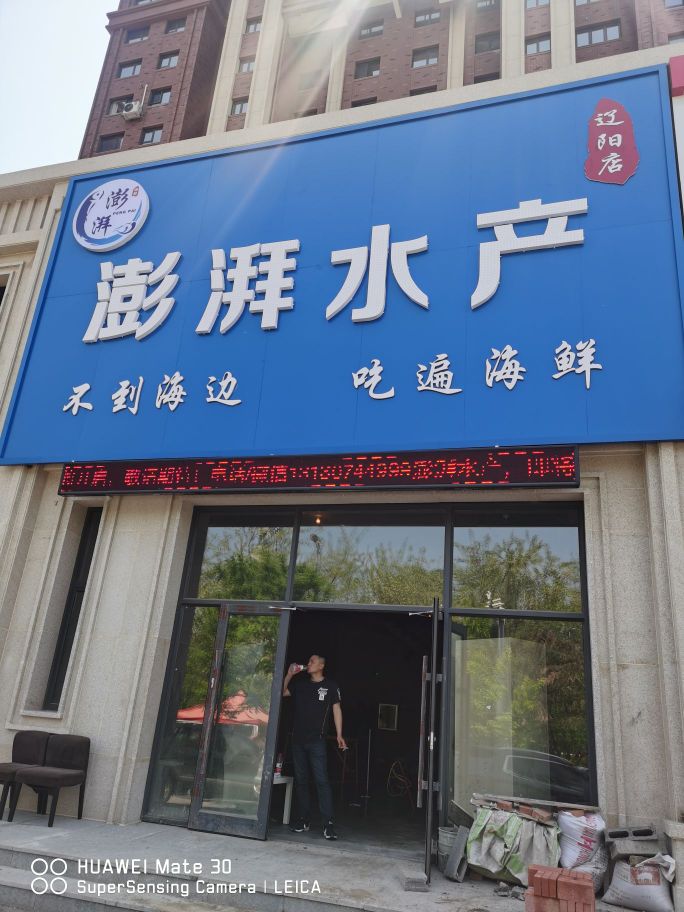 辽阳店
澎湃
PENG PAI
澎湃水产
不到海边 吃遍海鲜
HUAWEI Mate 30
SuperSensing Camera | LEICA